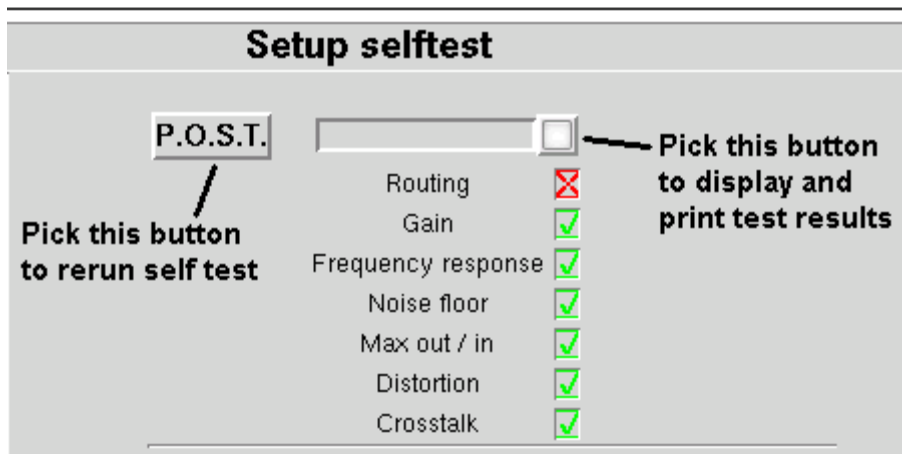 Setup selftest
P.O.S.T.
Pick this button
to display and
print test results
Pick this button
to rerun self test
Routing
Gain
Frequency response
Noise floor
Max out / in
Distortion
Crosstalk